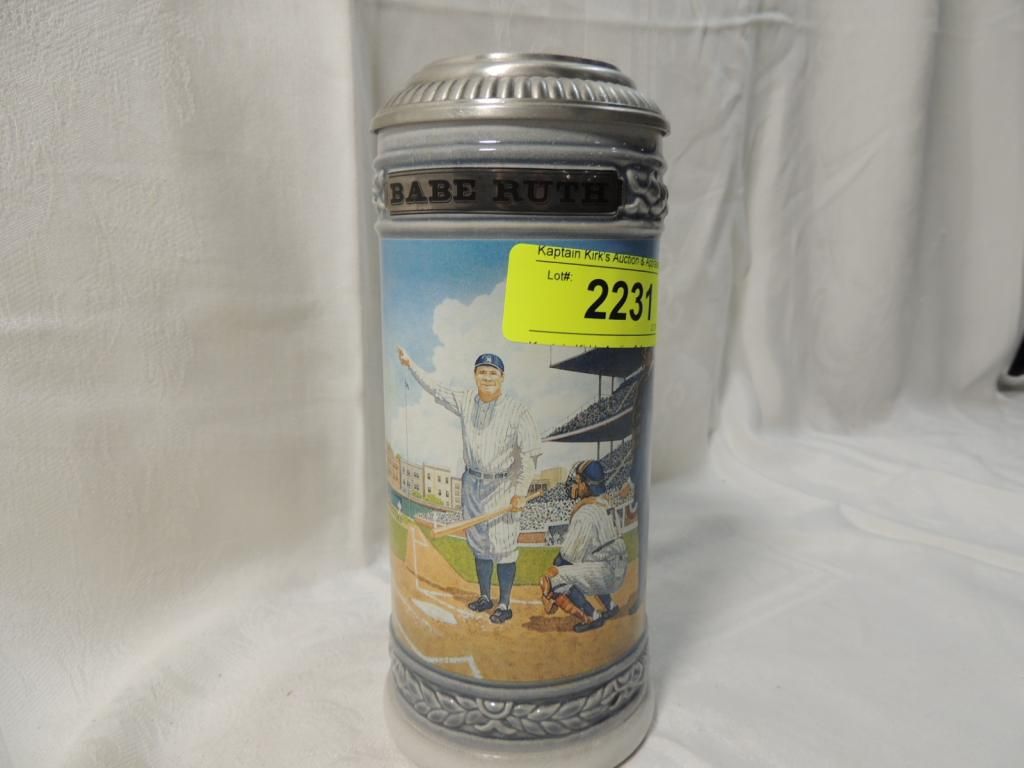 BABE RUTH
Kaptain Kirk's Auction &
Lot#:
2231